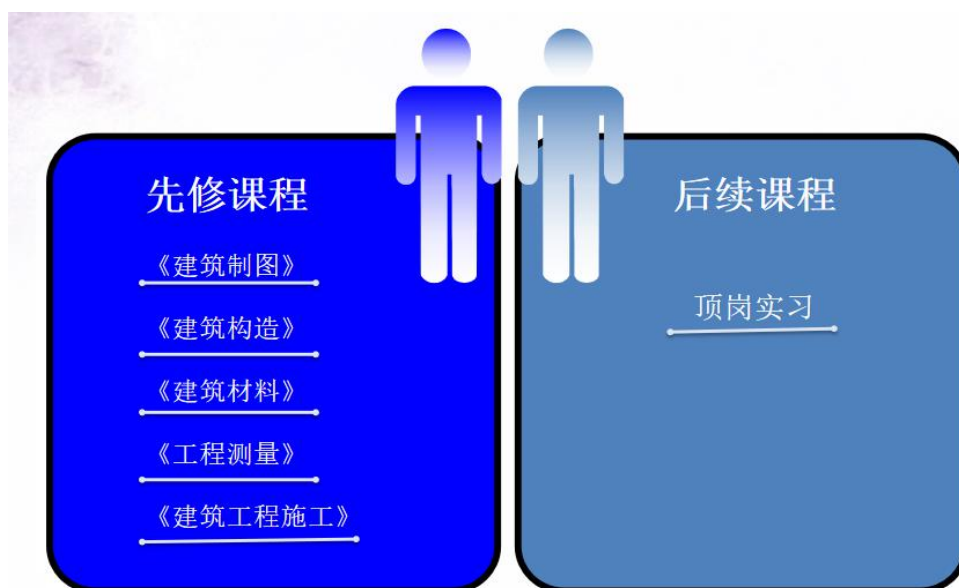 先修课程
《建筑制图》
《建筑构造》
《建筑材料》
《工程测量》
《建筑工程施工》
后续课程
顶岗实习